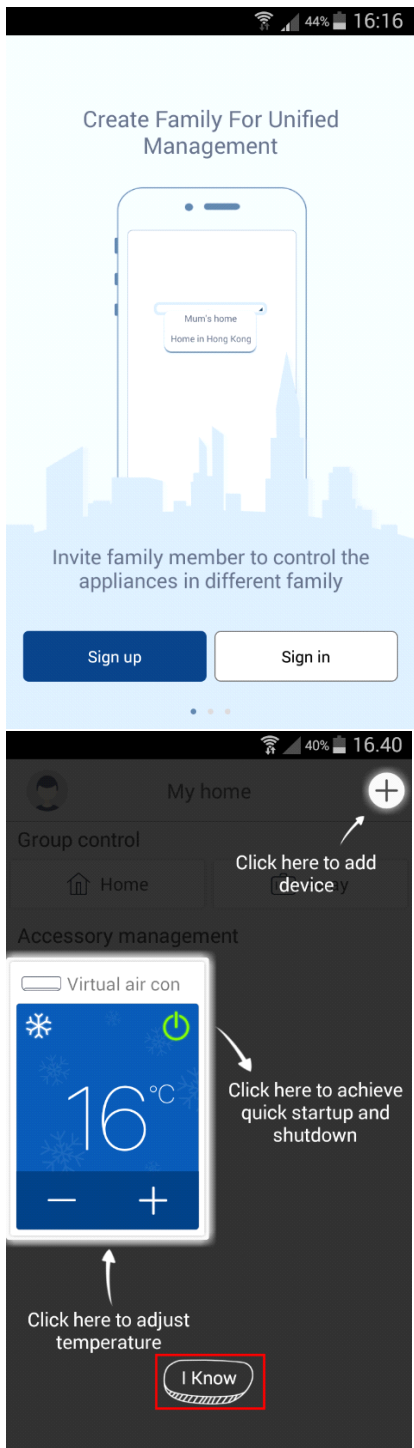 44% 16:16
Create Family For Unified
Management
Mum's home
Home in Hong Kong
Invite family member to control the
appliances in different family
Sign up
Sign in
40% 16.40
My home
Group control
Click here to add
device
Home
Accessory management
Virtual air con
16°C
Click here to achieve
quick startup and
shutdown
Click here to adjust
temperature
I Know